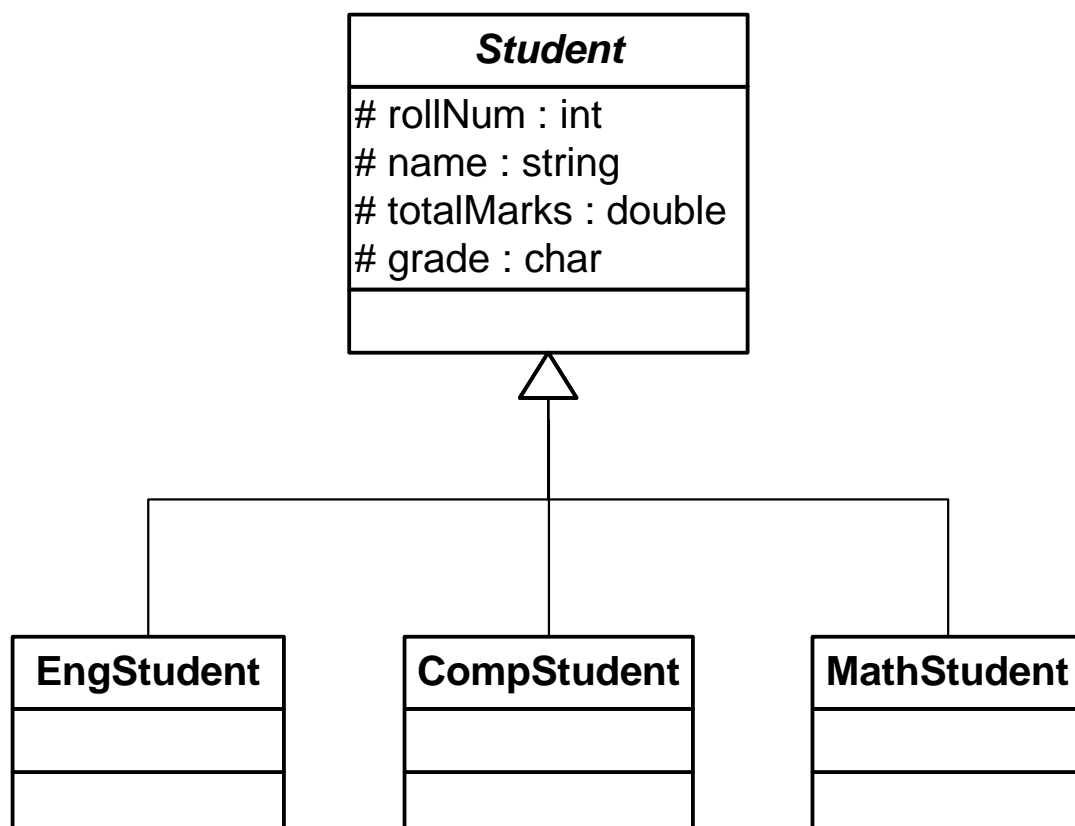 Student
# rollNum : int
# name : string
# totalMarks : double
# grade : char
EngStudent
CompStudent
MathStudent